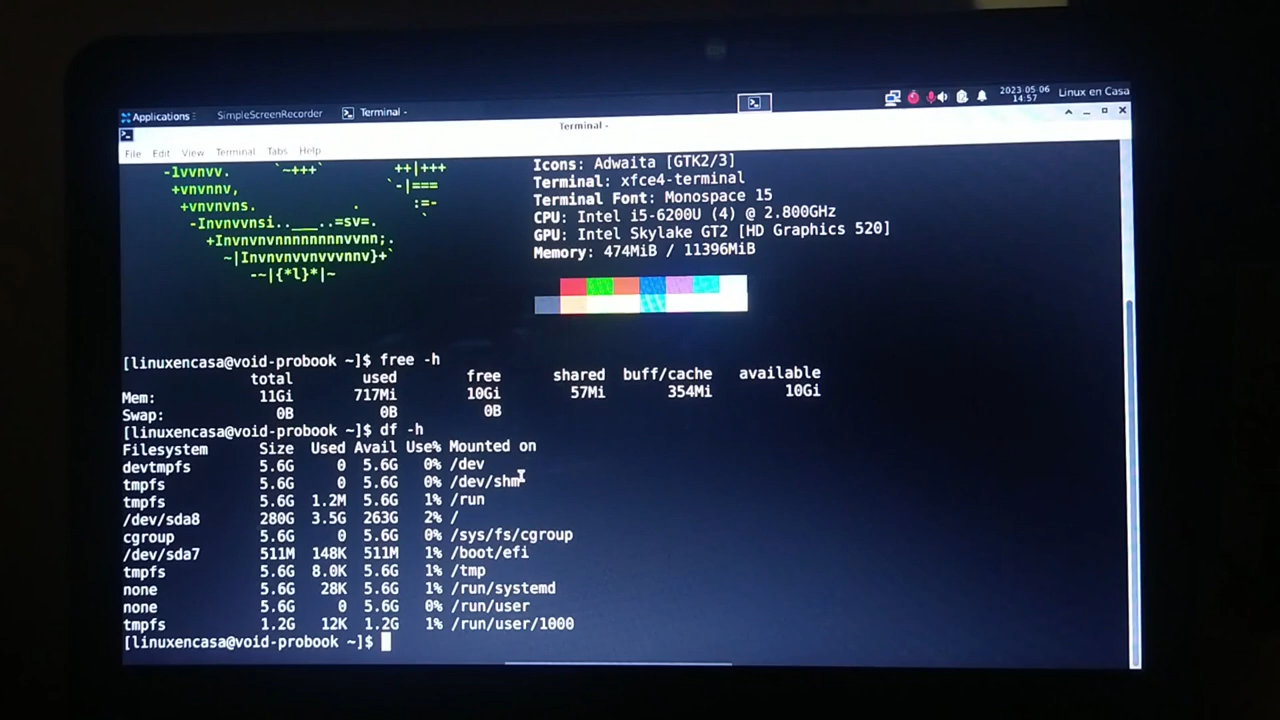 Applications SimpleScreenRecorder Terminal - 2023-05-06 Linux en Casa
14:57
Terminal -
File Edit View Terminal Tabs Help
-1vvnvv. `~+++` ++|+++ Icons: Adwaita [GTK2/3]
+vnvnnv, `-|=== Terminal: xfce4-terminal
+vnvnvns. . :=- Terminal Font: Monospace 15
-Invnvvnsi..___..=sv=. ` CPU: Intel i5-6200U (4) @ 2.800GHz
+Invnvnvnnnnnnnnvvnn;. GPU: Intel Skylake GT2 [HD Graphics 520]
~|Invnvnvvnvvvnnv}+` Memory: 474MiB / 11396MiB
-~|{*l}*|~
[linuxencasa@void-probook ~]$ free -h
total used free shared buff/cache available
Mem: 11Gi 717Mi 10Gi 57Mi 354Mi 10Gi
Swap: 0B 0B 0B
[linuxencasa@void-probook ~]$ df -h
Filesystem Size Used Avail Use% Mounted on
devtmpfs 5.6G 0 5.6G 0% /dev
tmpfs 5.6G 0 5.6G 0% /dev/shm
tmpfs 5.6G 1.2M 5.6G 1% /run
/dev/sda8 280G 3.5G 263G 2% /
cgroup 5.6G 0 5.6G 0% /sys/fs/cgroup
/dev/sda7 511M 148K 511M 1% /boot/efi
tmpfs 5.6G 8.0K 5.6G 1% /tmp
none 5.6G 28K 5.6G 1% /run/systemd
none 5.6G 0 5.6G 0% /run/user
tmpfs 1.2G 12K 1.2G 1% /run/user/1000
[linuxencasa@void-probook ~]$